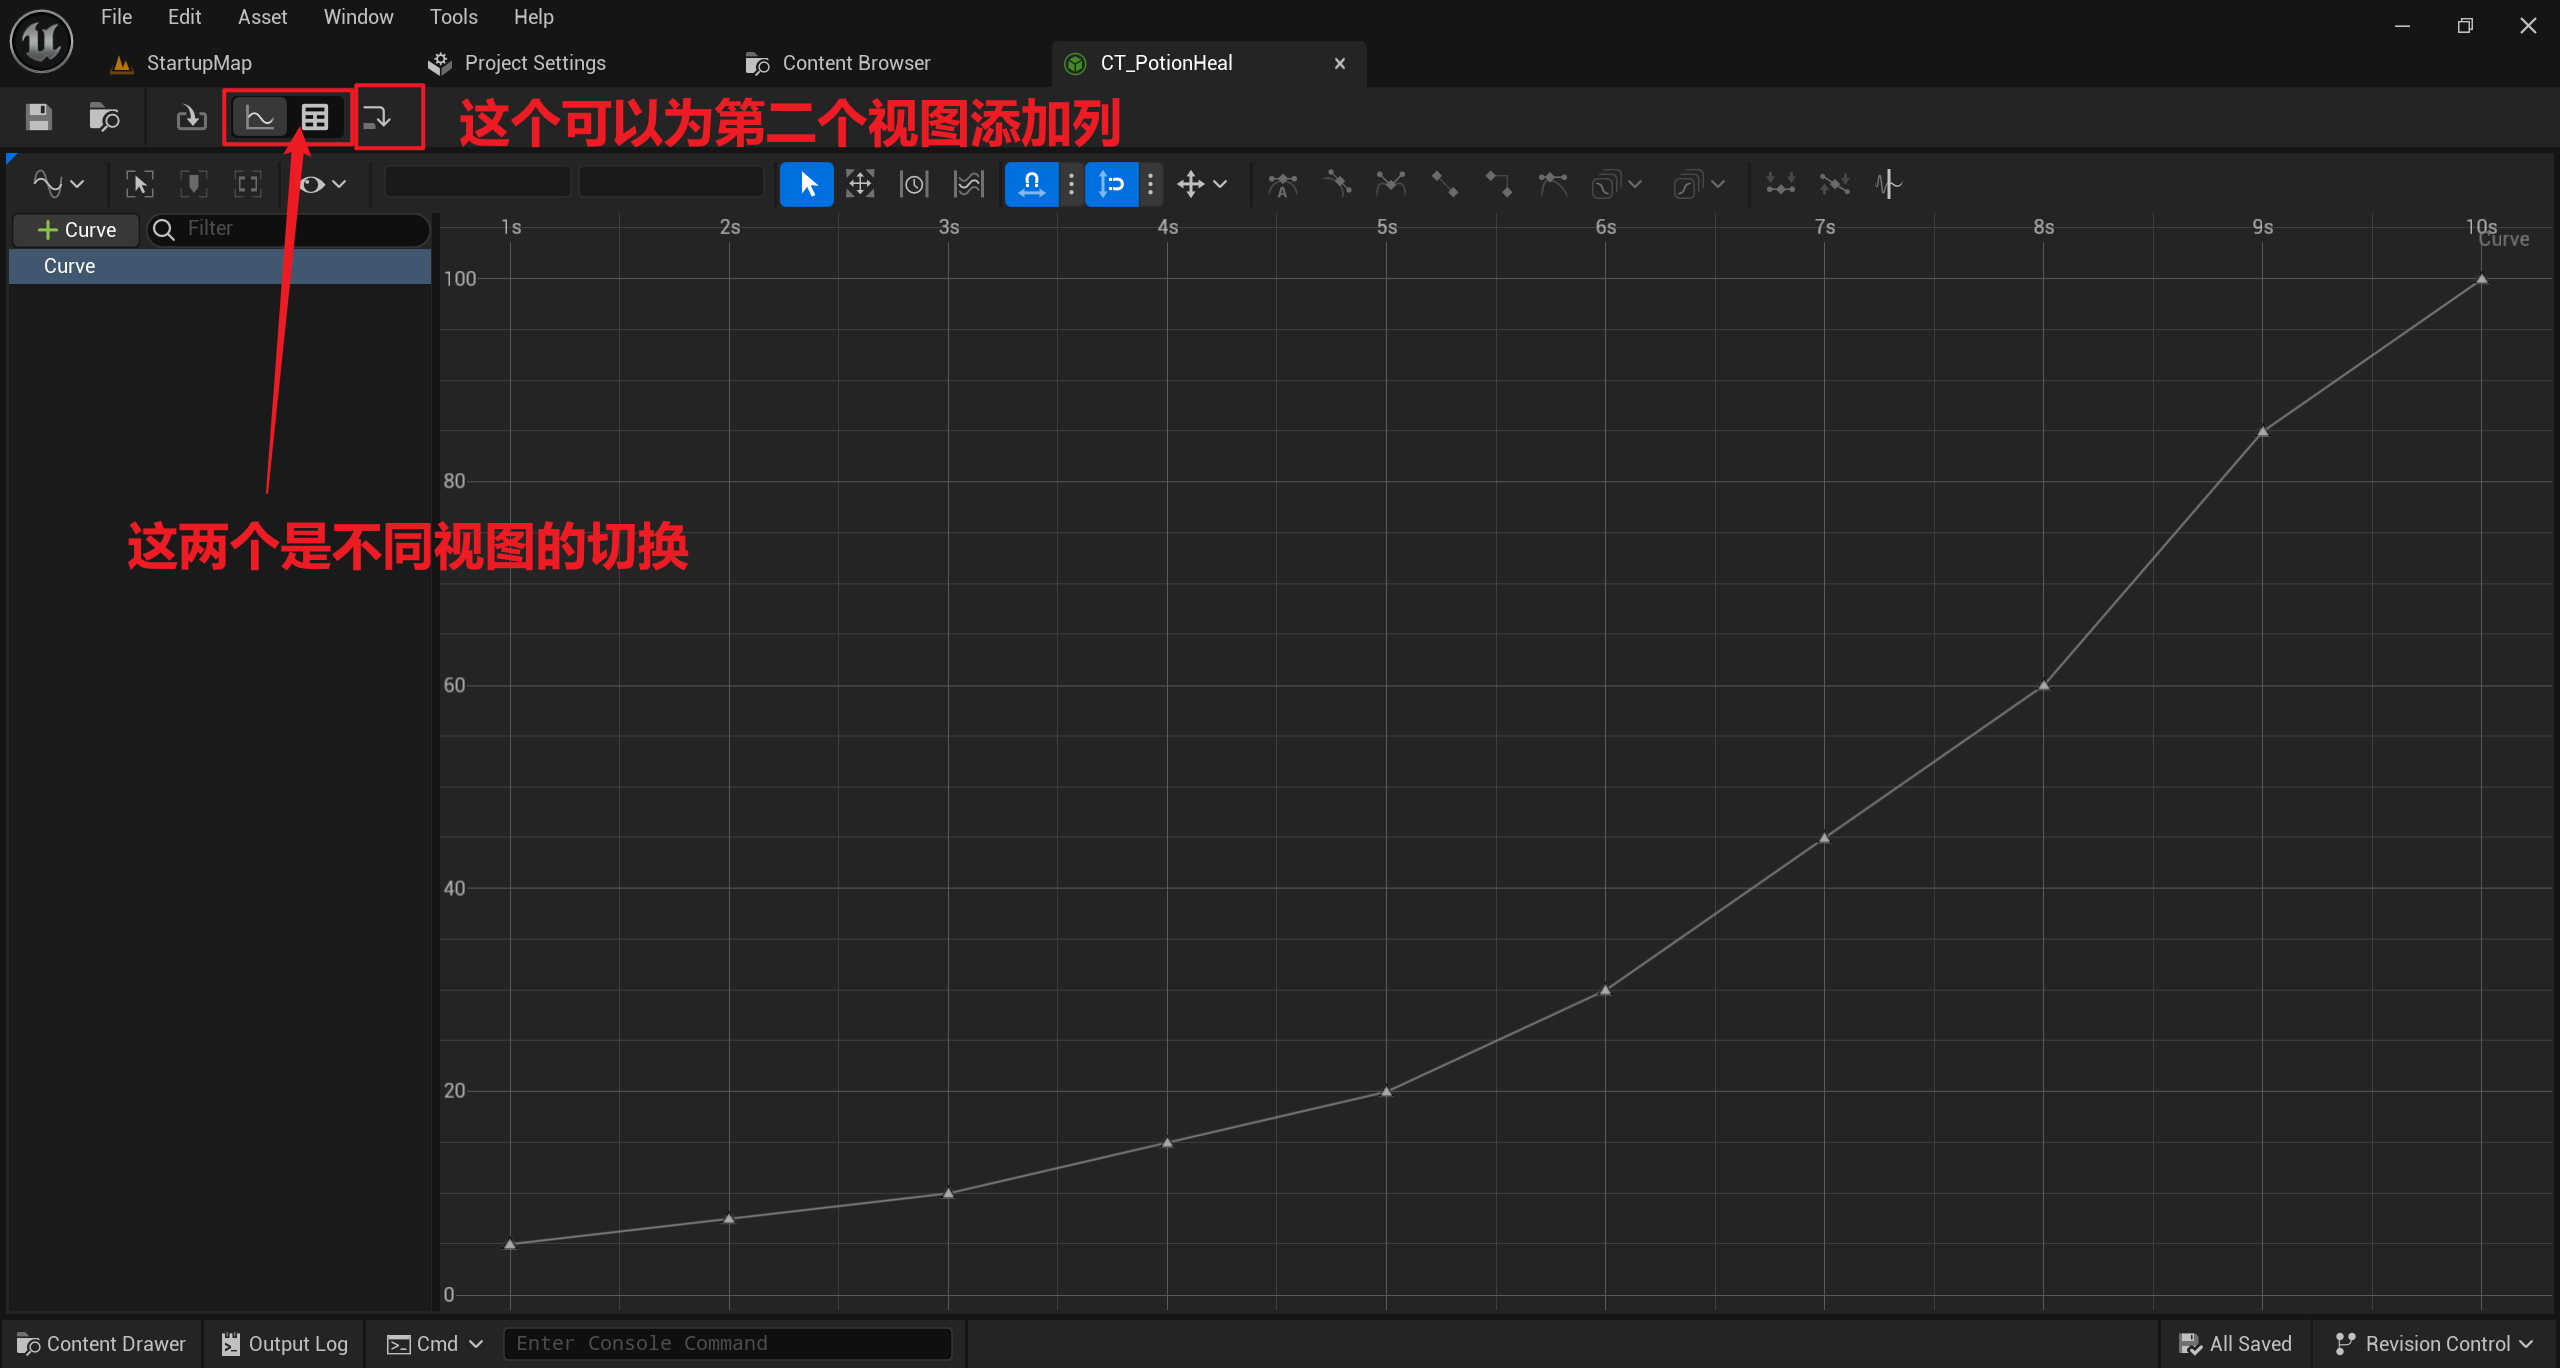 File Edit Asset Window Tools Help
StartupMap Project Settings Content Browser CT_PotionHeal
这个可以为第二个视图添加列
Curve Filter
Curve
1s 2s 3s 4s 5s 6s 7s 8s 9s 10s
Curve
100
80
这两个是不同视图的切换
60
40
20
0
Content Drawer Output Log Cmd Enter Console Command All Saved Revision Control